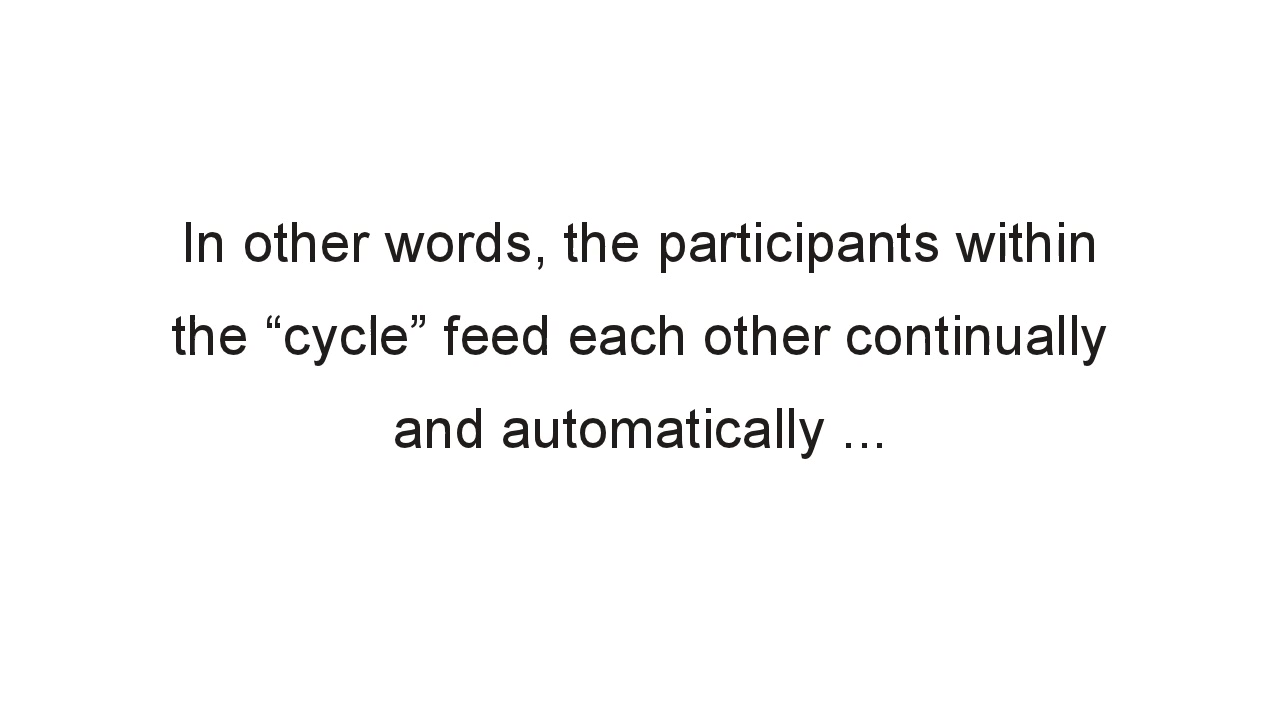 In other words, the participants within
the “cycle” feed each other continually
and automatically ...